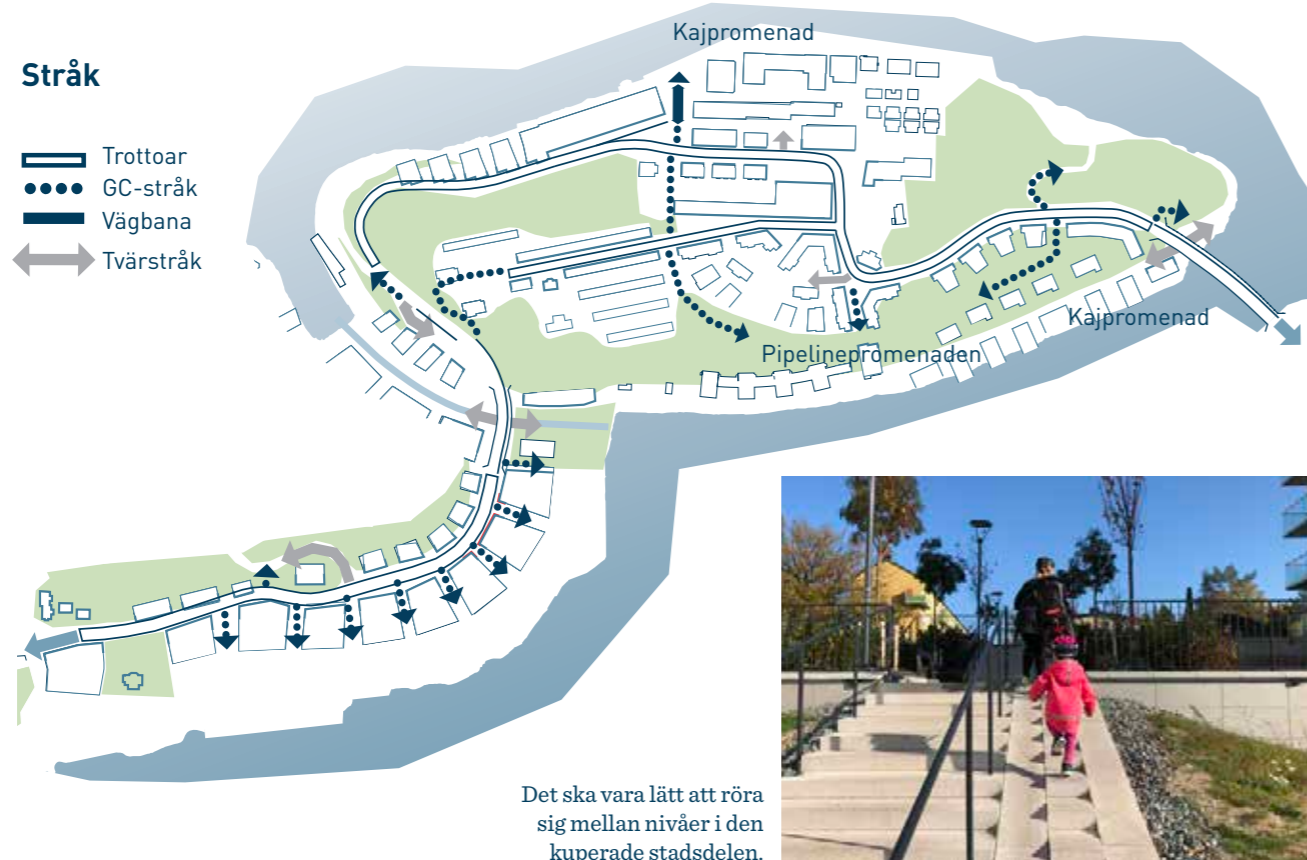 Stråk
Trottoar
GC-stråk
Vägbana
Tvärstråk
Kajpromenad
Kajpromenad
Pipelinepromenaden
Det ska vara lätt att röra
sig mellan nivåer i den
kuperade stadsdelen.